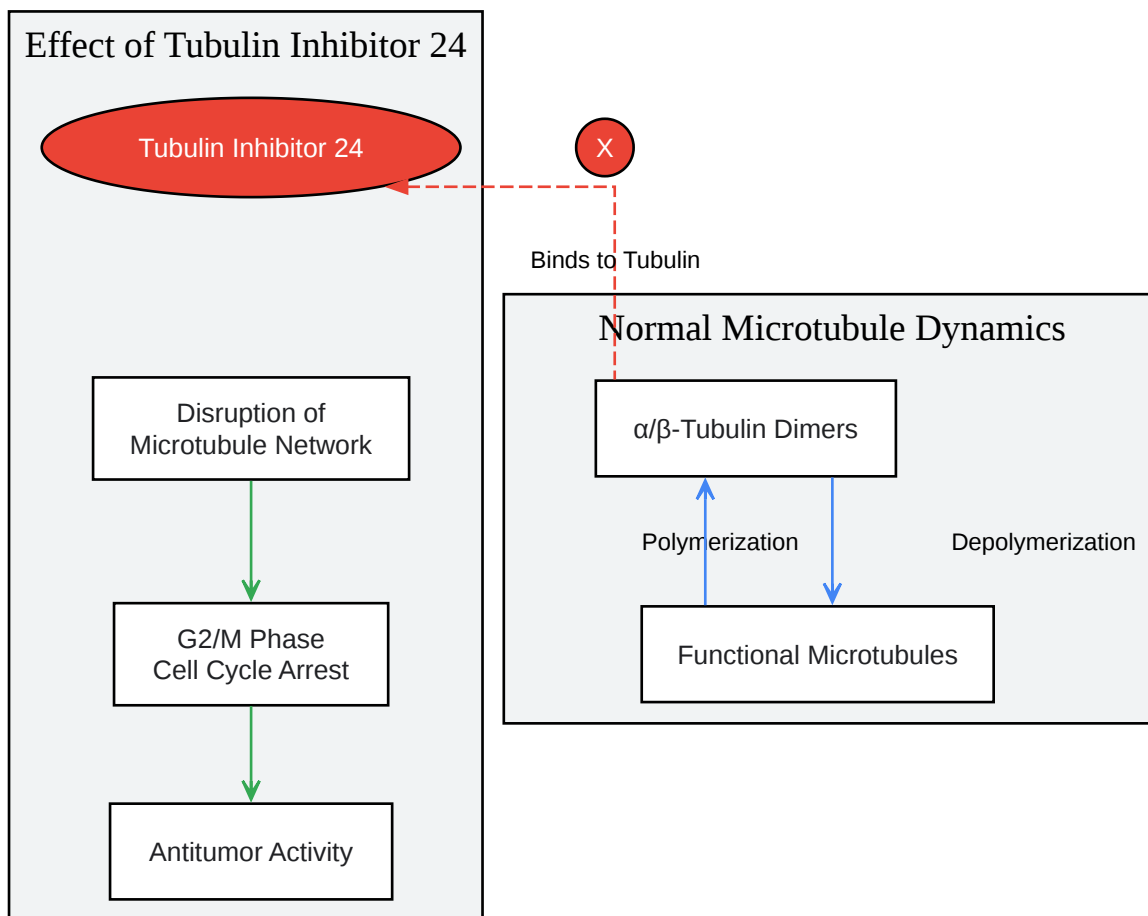 Effect of Tubulin Inhibitor 24
Tubulin Inhibitor 24
X
Binds to Tubulin
Normal Microtubule Dynamics
Disruption of
Microtubule Network
α/β-Tubulin Dimers
Polymerization
Depolymerization
G2/M Phase
Cell Cycle Arrest
Functional Microtubules
Antitumor Activity